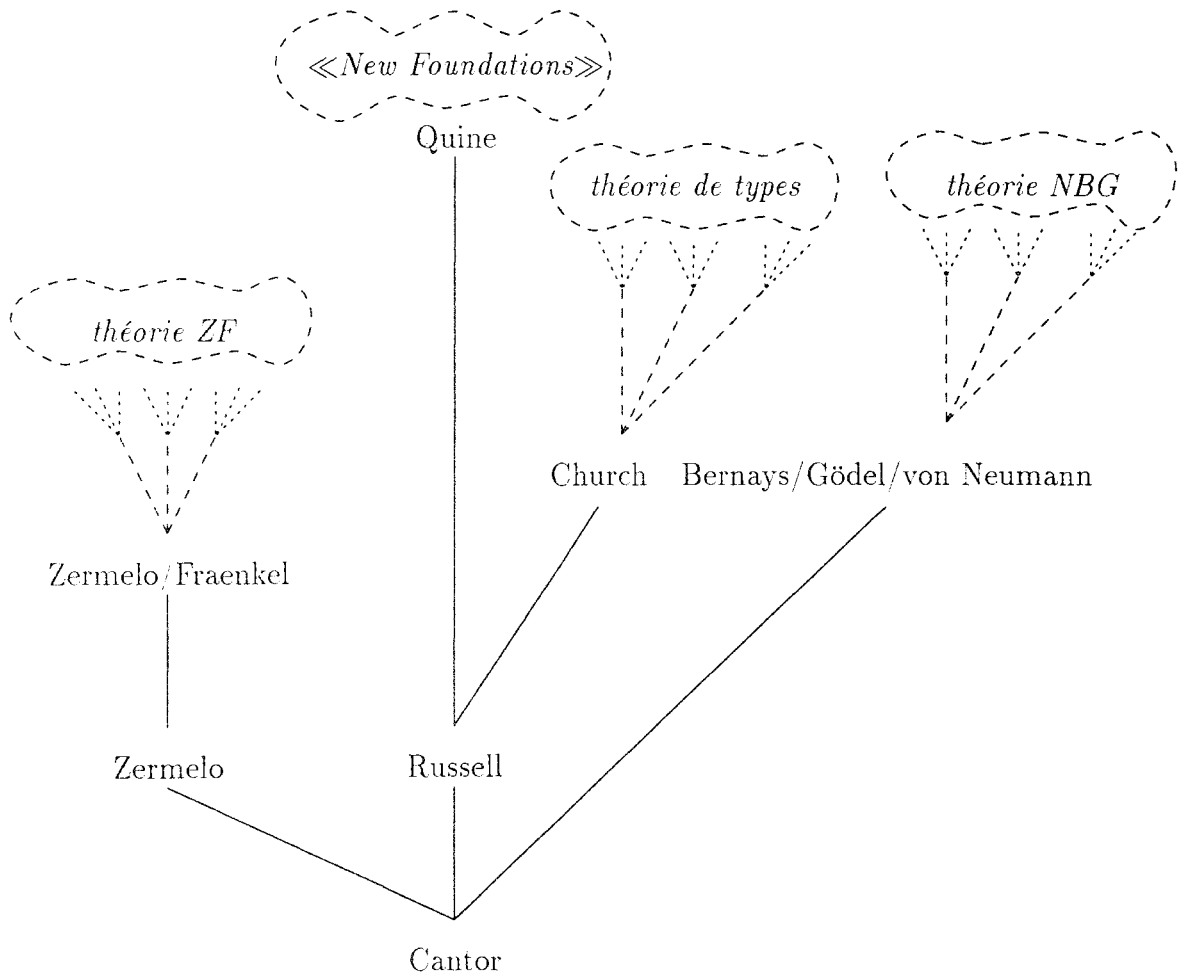 ≪New Foundations≫
Quine
théorie de types
théorie NBG
théorie ZF
Church
Bernays/Gödel/von Neumann
Zermelo/Fraenkel
Zermelo
Russell
Cantor